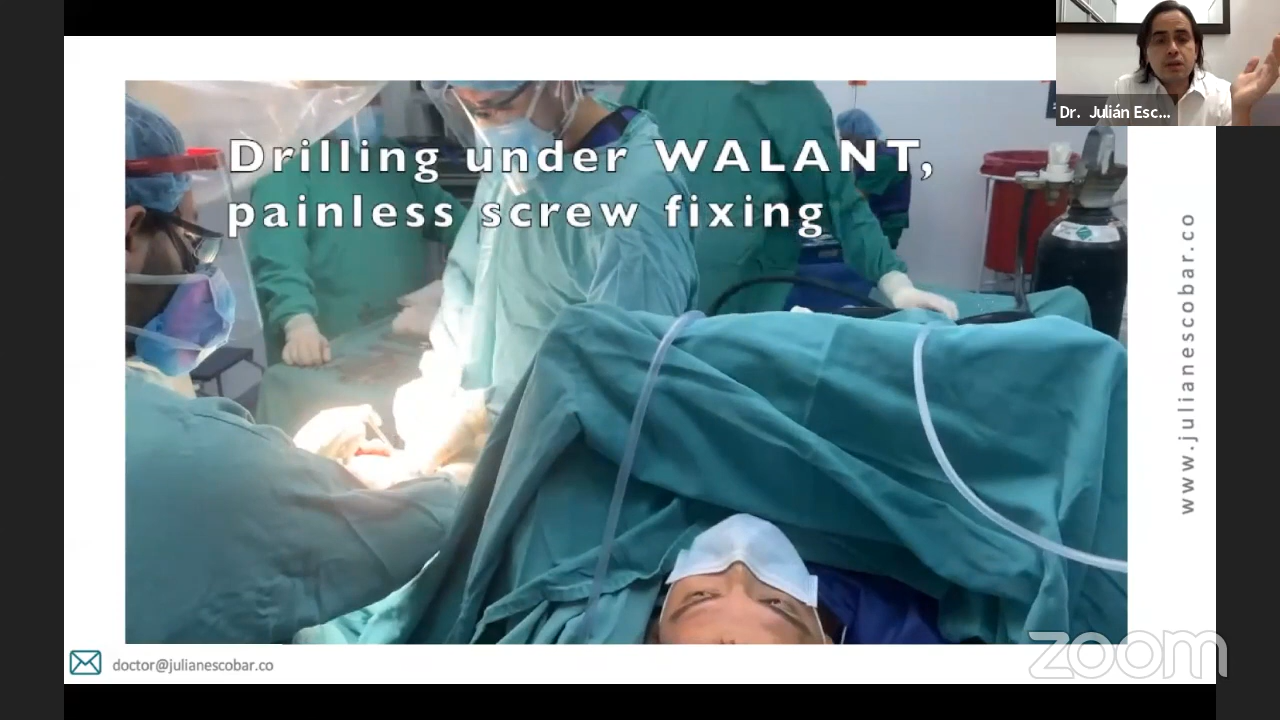 Dr. Julián Esc...
Drilling under WALANT,
painless screw fixing
www.julianescobar.co
doctor@julianescobar.co
zoom